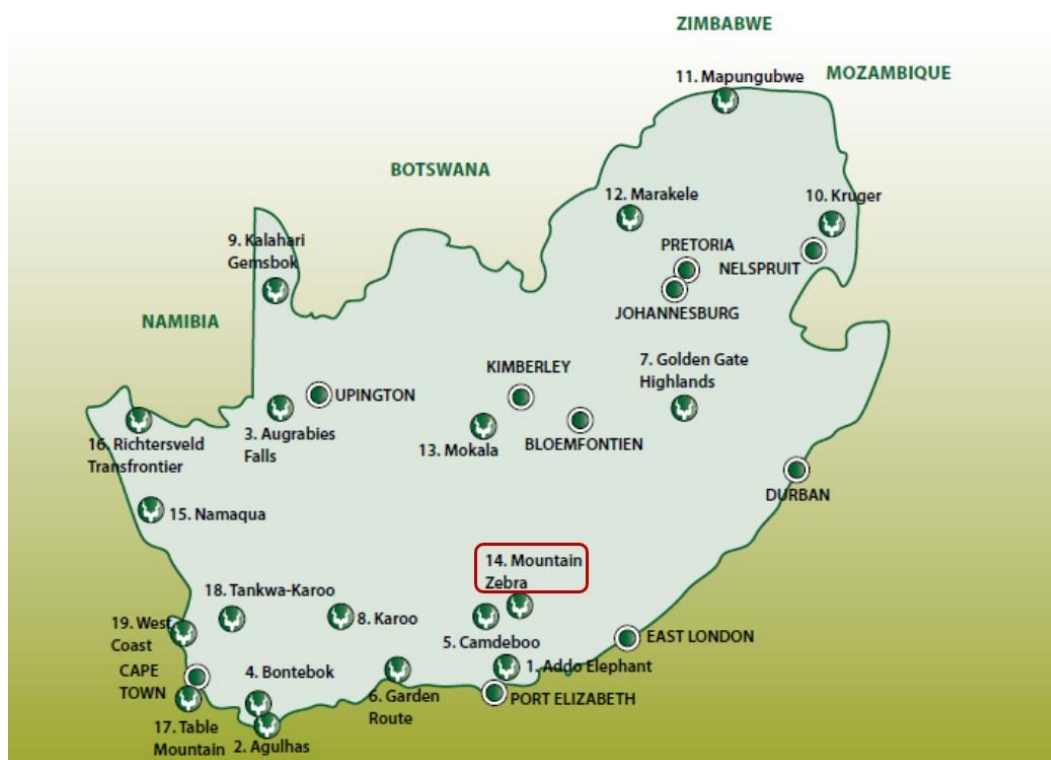 ZIMBABWE
MOZAMBIQUE
11. Mapungubwe
BOTSWANA
12. Marakele
10. Kruger
9. Kalahari
Gemsbok
PRETORIA
NELSPRUIT
JOHANNESBURG
NAMIBIA
KIMBERLEY
7. Golden Gate
Highlands
UPINGTON
3. Augrabies
Falls
13. Mokala
BLOEMFONTIEN
16. Richtersveld
Transfrontier
DURBAN
15. Namaqua
14. Mountain
Zebra
18. Tankwa-Karoo
8. Karoo
19. West
Coast
5. Camdeboo
EAST LONDON
CAPE
TOWN
4. Bontebok
1. Addo Elephant
6. Garden
Route
PORT ELIZABETH
17. Table
Mountain
2. Agulhas